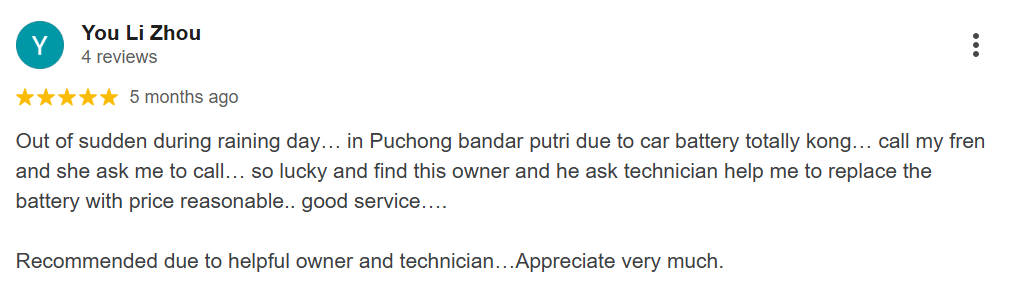 Y
You Li Zhou
4 reviews
5 months ago
Out of sudden during raining day… in Puchong bandar putri due to car battery totally kong… call my fren
and she ask me to call… so lucky and find this owner and he ask technician help me to replace the
battery with price reasonable.. good service….
Recommended due to helpful owner and technician…Appreciate very much.